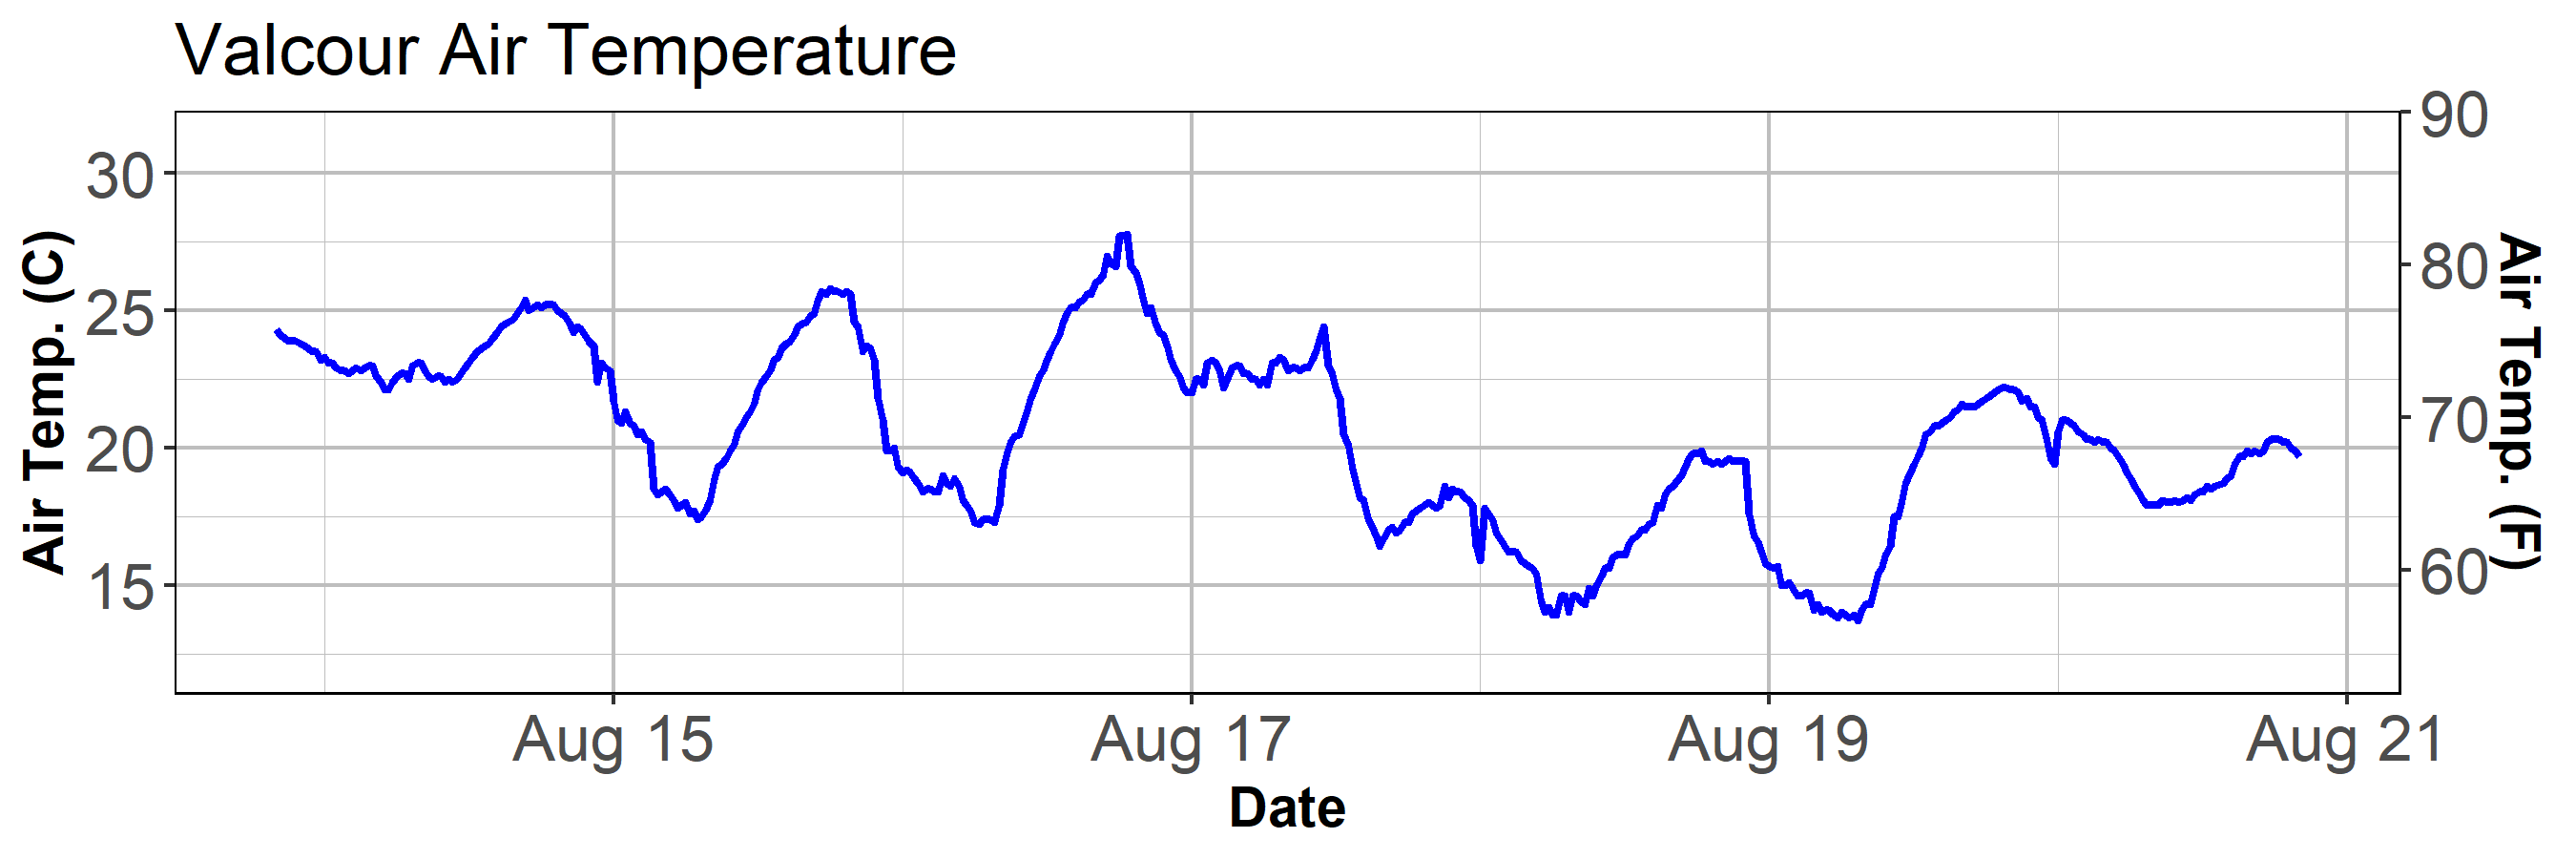 Valcour Air Temperature
Air Temp. (C)
30
25
20
15
90
80
70
60
Air Temp. (F)
Aug 15
Aug 17
Aug 19
Aug 21
Date